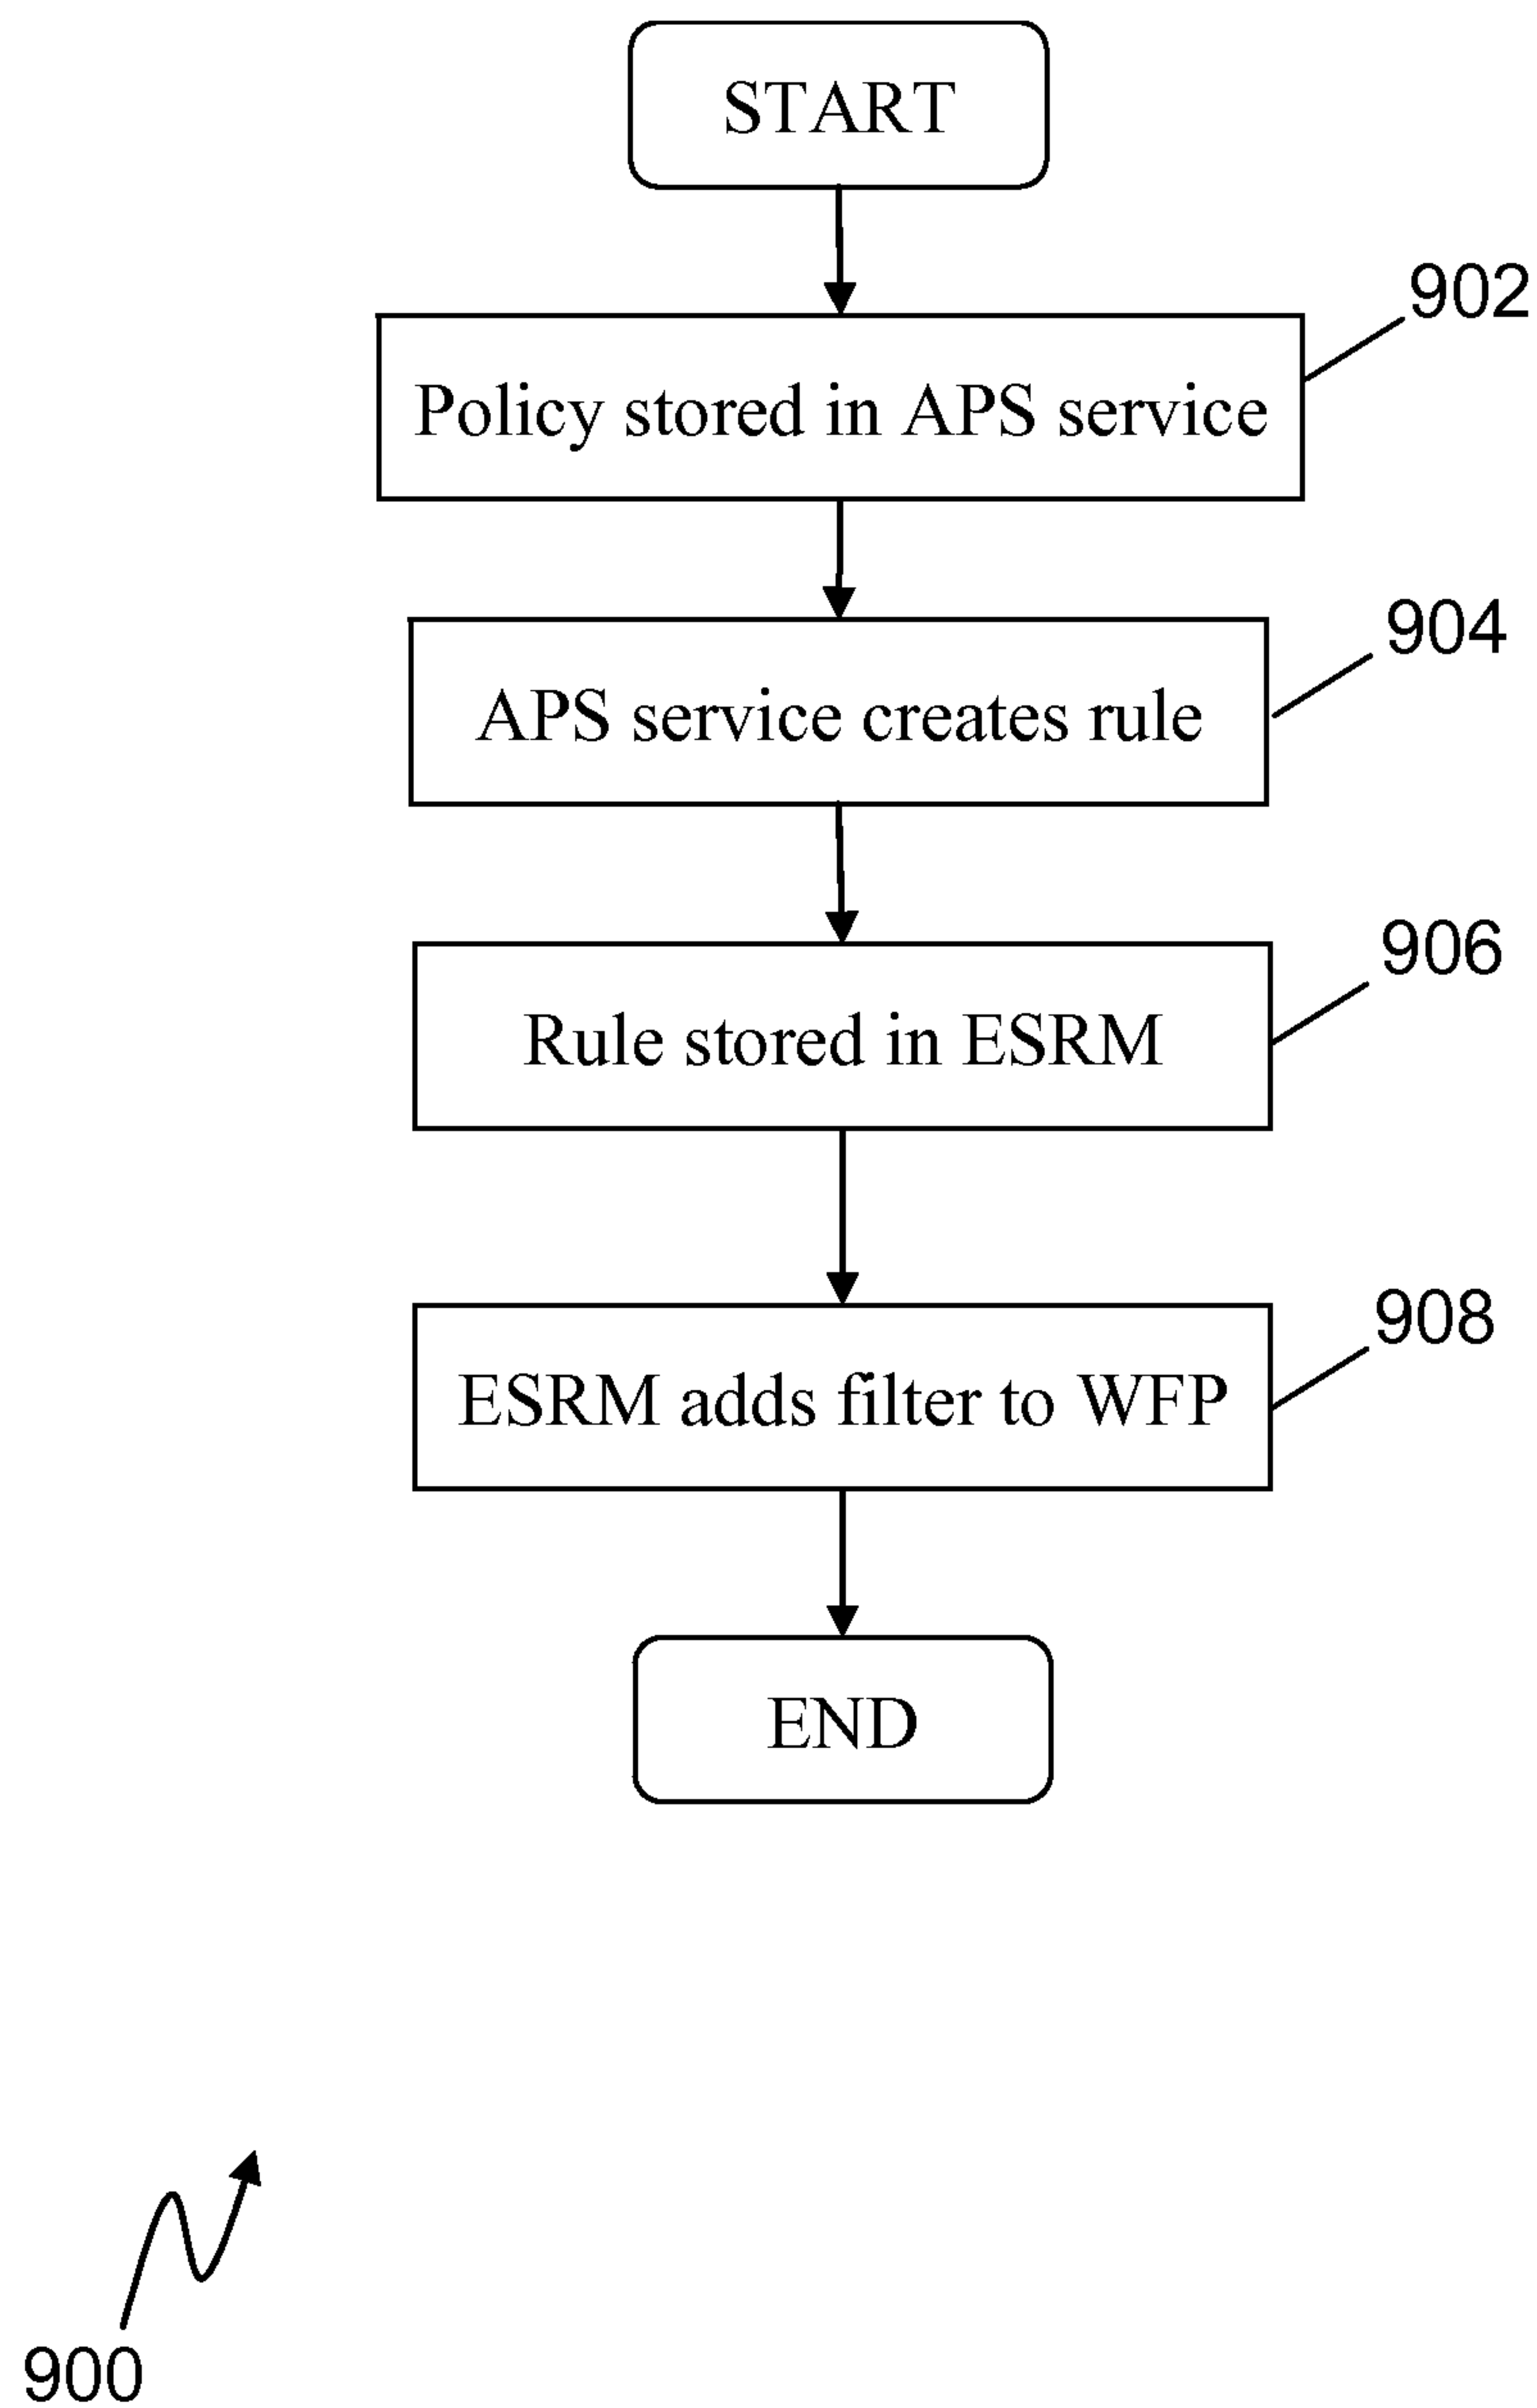 START
902
Policy stored in APS service
904
APS service creates rule
906
Rule stored in ESRM
908
ESRM adds filter to WFP
END
900